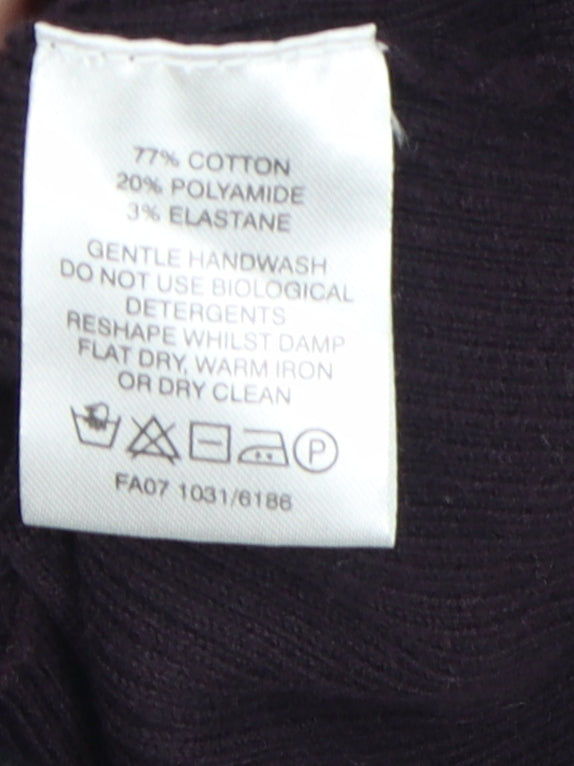 77% COTTON
20% POLYAMIDE
3% ELASTANE
GENTLE HANDWASH
DO NOT USE BIOLOGICAL
DETERGENTS
RESHAPE WHILST DAMP
FLAT DRY, WARM IRON
OR DRY CLEAN
P
FA07 1031/6186